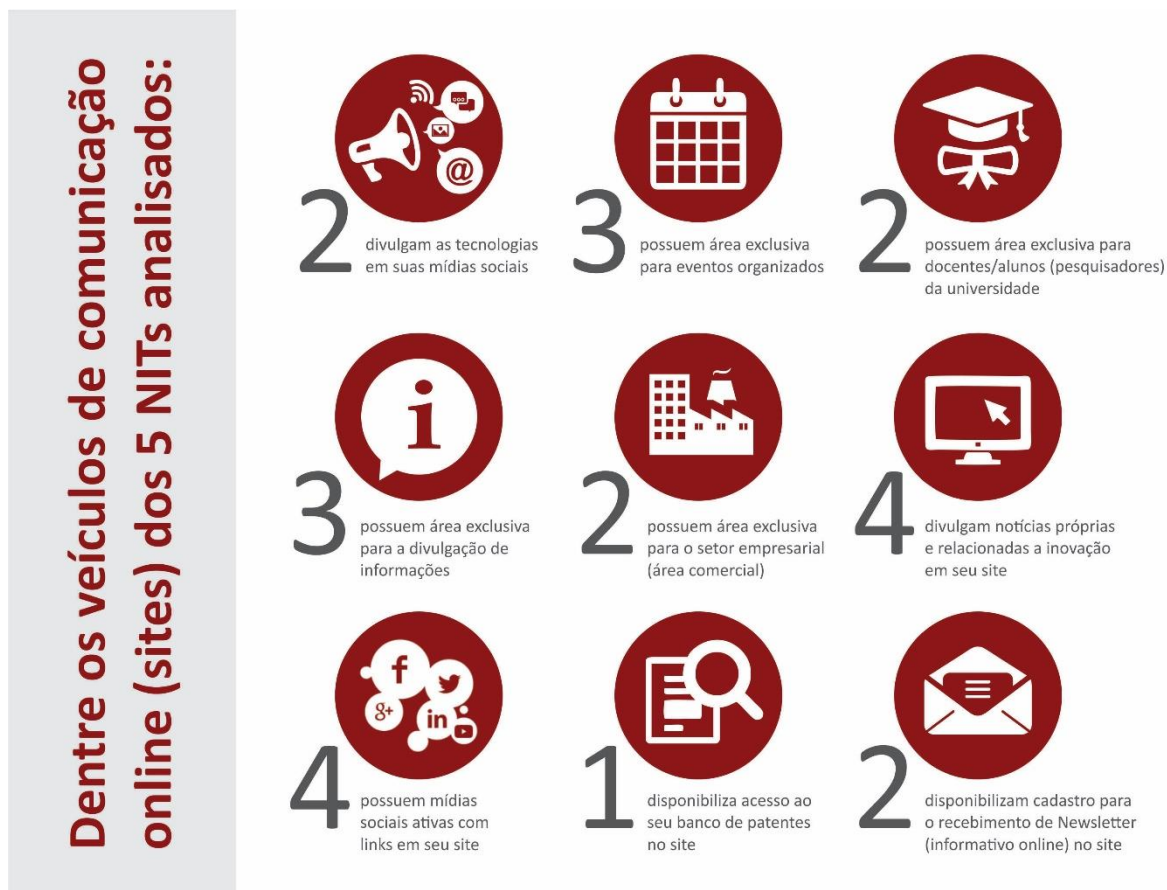 Dentre os veículos de comunicação
online (sites) dos 5 NITs analisados:
2
divulgam as tecnologias
em suas mídias sociais
3
possuem área exclusiva
para eventos organizados
2
possuem área exclusiva para
docentes/alunos (pesquisadores)
da universidade
3
possuem área exclusiva
para a divulgação de
informações
2
possuem área exclusiva
para o setor empresarial
(área comercial)
4
divulgam notícias próprias
e relacionadas a inovação
em seu site
4
possuem mídias
sociais ativas com
links em seu site
1
disponibiliza acesso ao
seu banco de patentes
no site
2
disponibilizam cadastro para
o recebimento de Newsletter
(informativo online) no site